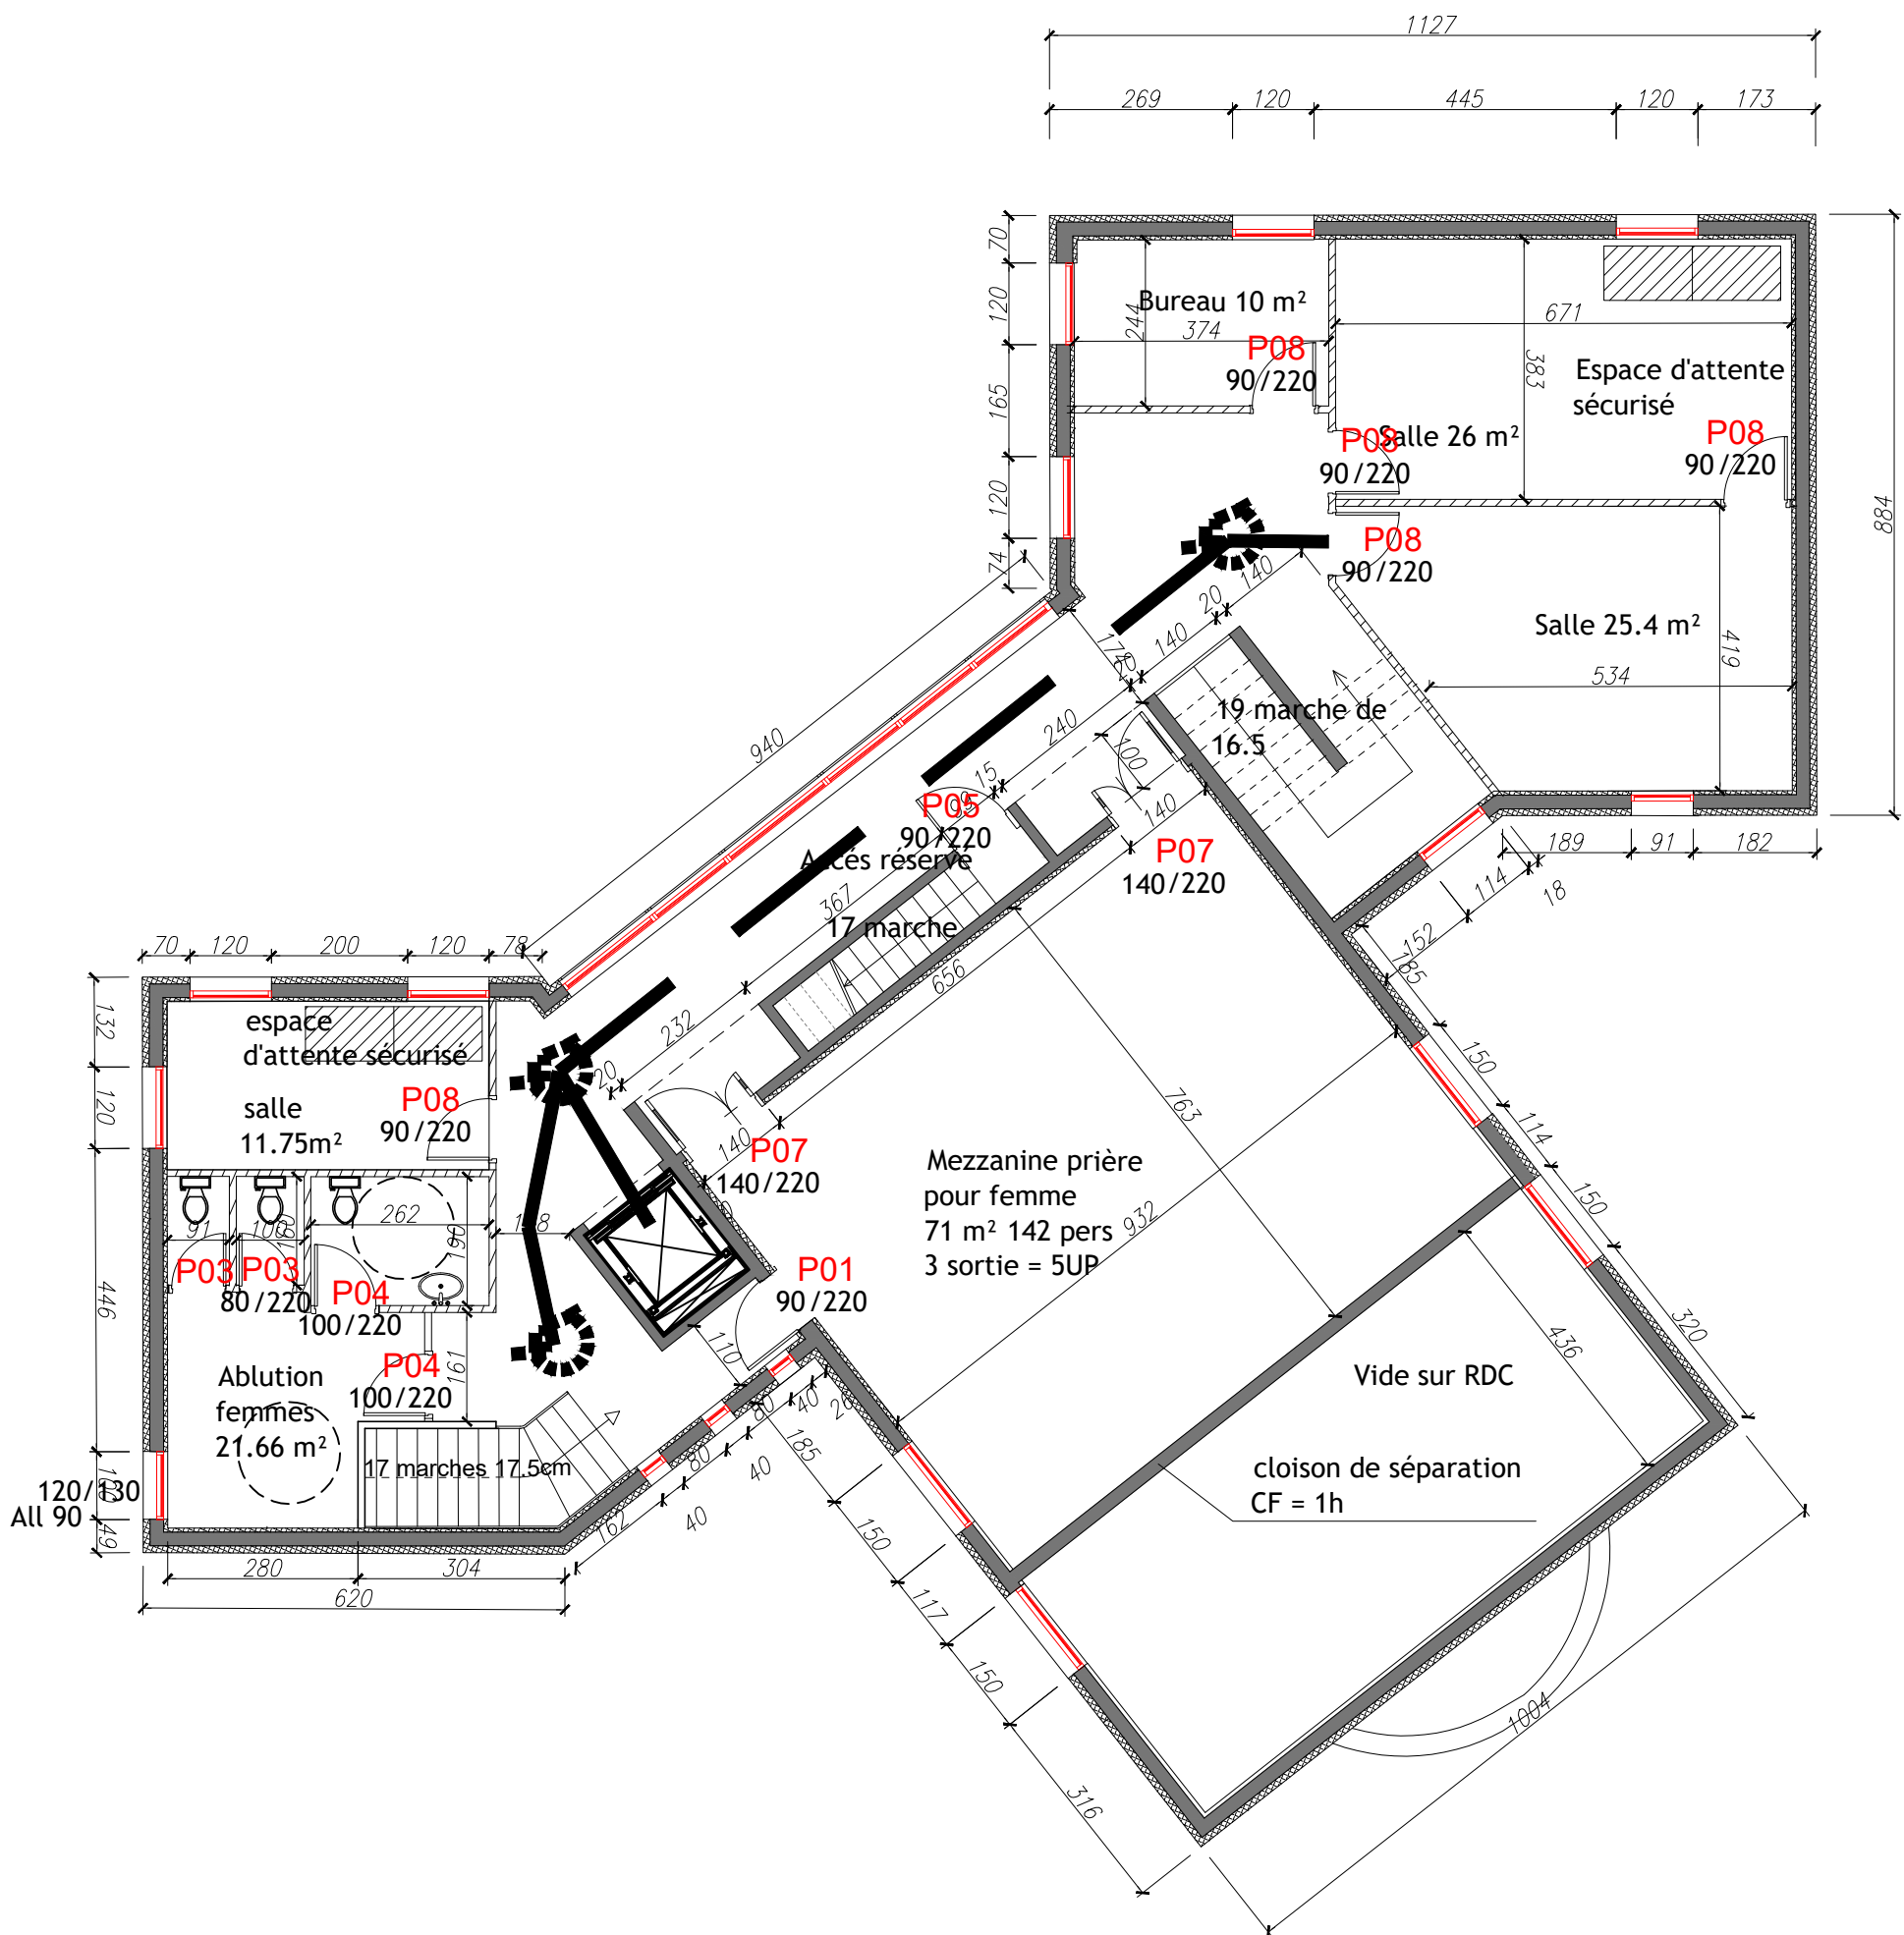 1127
269 120 445 120 173
70
120
165
120
74
884
Bureau 10 m²
244
374
P08
90/220
671
383
Espace d'attente
sécurisé
Salle 26 m²
P08
90/220
P08
90/220
P08
90/220
Salle 25.4 m²
419
534
140
20
140
174
20
240
15
940
19 marche de
16.5
100
140
P05
90/220
Accés réservé
367
17 marche
656
P07
140/220
189 91 182
18
114
152
185
150
114
150
320
70 120 200 120 78
132
120
446
100
49
espace
d'attente sécurisé
salle
11.75m²
P08
90/220
232
20
140
P07
140/220
763
932
Mezzanine prière
pour femme
71 m² 142 pers
3 sortie = 5UP
91
262
190
P03
P03
80/220
P04
100/220
P04
100/220
161
P01
90/220
110
Ablution
femmes
21.66 m²
17 marches 17.5cm
120/130
All 90
280 304
620
162
40
80
40
80
40
26
185
150
117
150
316
436
Vide sur RDC
cloison de séparation
CF = 1h
1004